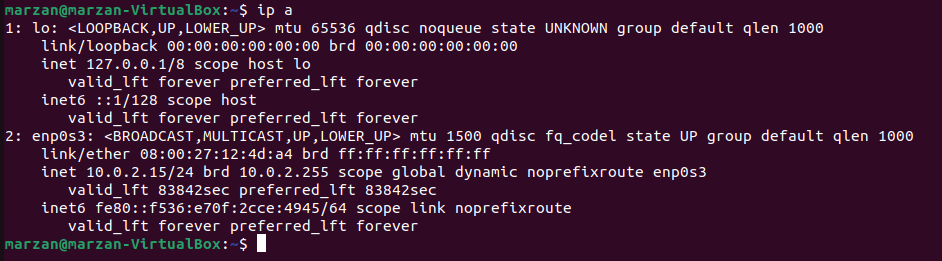 marzan@marzan-VirtualBox:~$ ip a
1: lo: <LOOPBACK,UP,LOWER_UP> mtu 65536 qdisc noqueue state UNKNOWN group default qlen 1000
    link/loopback 00:00:00:00:00:00 brd 00:00:00:00:00:00
    inet 127.0.0.1/8 scope host lo
       valid_lft forever preferred_lft forever
    inet6 ::1/128 scope host
       valid_lft forever preferred_lft forever
2: enp0s3: <BROADCAST,MULTICAST,UP,LOWER_UP> mtu 1500 qdisc fq_codel state UP group default qlen 1000
    link/ether 08:00:27:12:4d:a4 brd ff:ff:ff:ff:ff:ff
    inet 10.0.2.15/24 brd 10.0.2.255 scope global dynamic noprefixroute enp0s3
       valid_lft 83842sec preferred_lft 83842sec
    inet6 fe80::f536:e70f:2cce:4945/64 scope link noprefixroute
       valid_lft forever preferred_lft forever
marzan@marzan-VirtualBox:~$